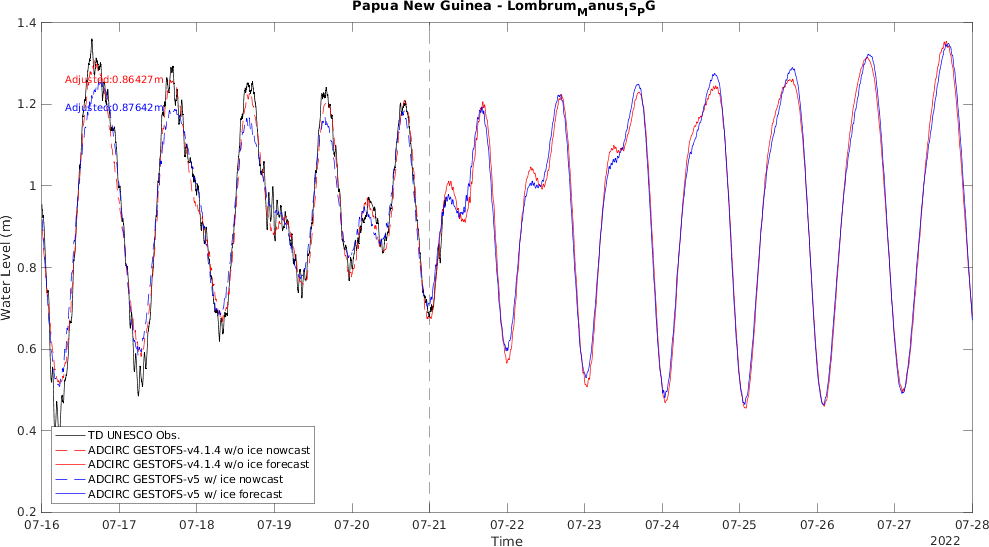 Papua New Guinea - Lombrum_Manus_Is_PG
1.4
1.2
1
0.8
0.6
0.4
0.2
Water Level (m)
Adjusted:0.86427m
Adjusted:0.87642m
TD UNESCO Obs.
ADCIRC GESTOFS-v4.1.4 w/o ice nowcast
ADCIRC GESTOFS-v4.1.4 w/o ice forecast
ADCIRC GESTOFS-v5 w/ ice nowcast
ADCIRC GESTOFS-v5 w/ ice forecast
07-16 07-17 07-18 07-19 07-20 07-21 07-22 07-23 07-24 07-25 07-26 07-27 07-28
Time
2022